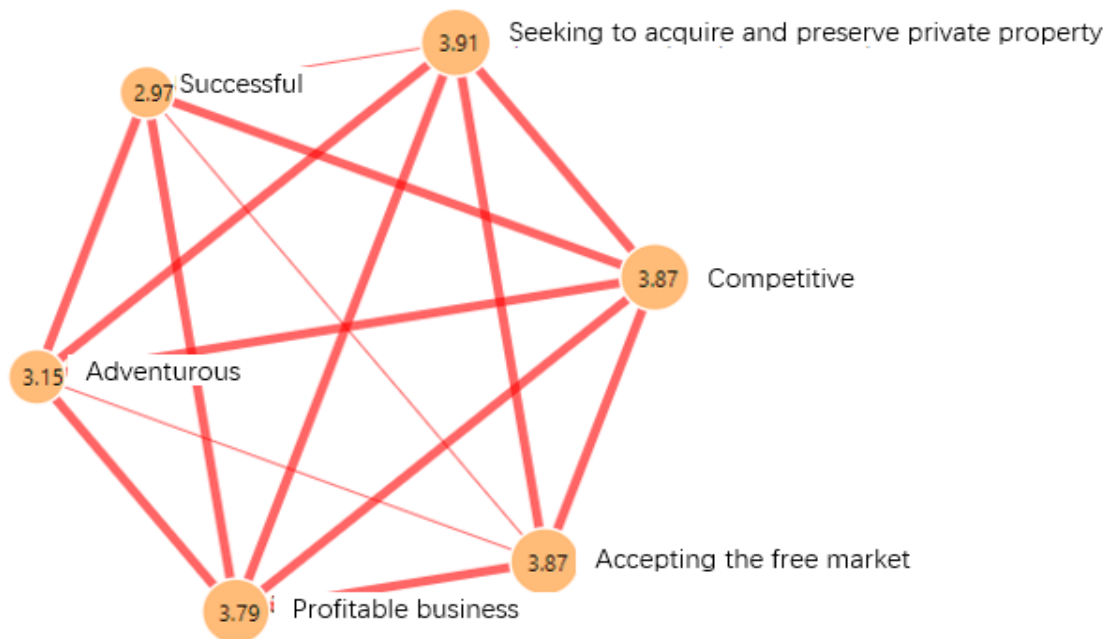 3.91 Seeking to acquire and preserve private property
2.97 Successful
3.87 Competitive
3.15 Adventurous
3.87 Accepting the free market
3.79 Profitable business